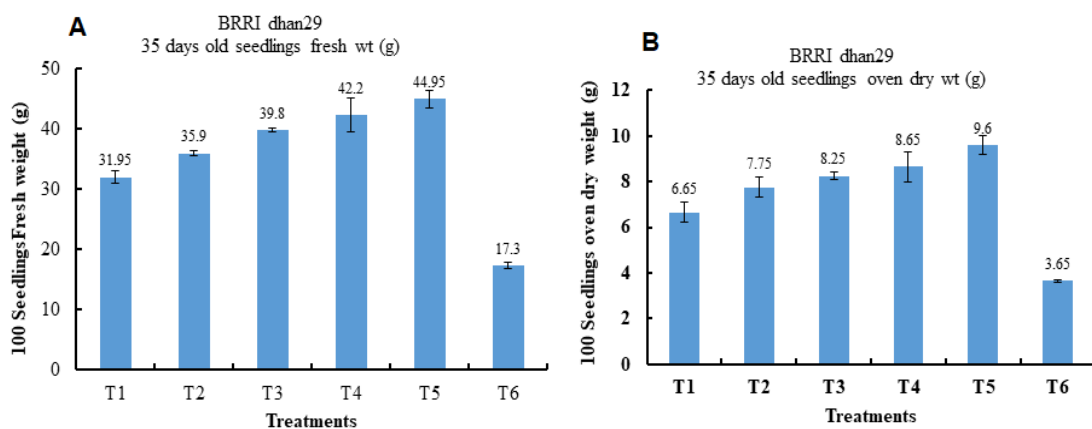 A
BRRI dhan29
35 days old seedlings fresh wt (g)
100 SeedlingsFresh weight (g)
50
40
30
20
10
0
31.95
35.9
39.8
42.2
44.95
17.3
T1 T2 T3 T4 T5 T6
Treatments
B
BRRI dhan29
35 days old seedlings oven dry wt (g)
100 Seedlings oven dry weight (g)
12
10
8
6
4
2
0
6.65
7.75
8.25
8.65
9.6
3.65
T1 T2 T3 T4 T5 T6
Treatments